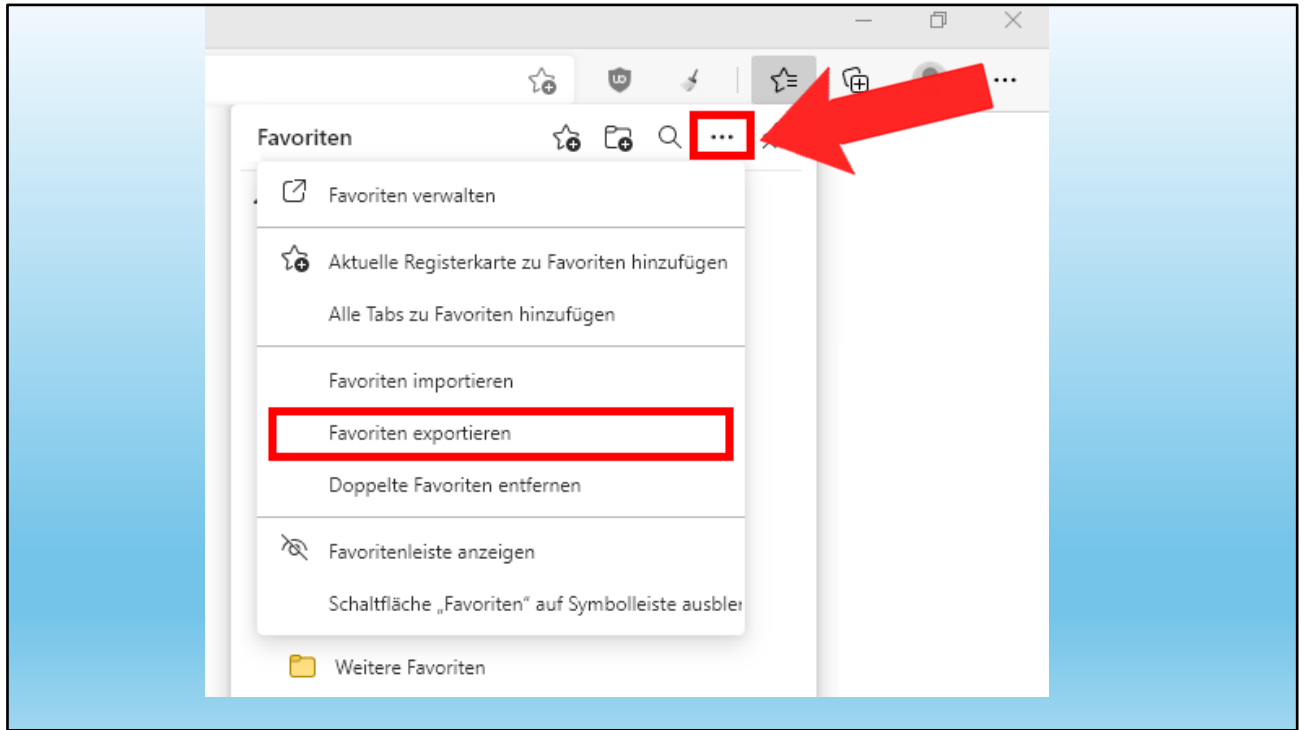 Favoriten
Favoriten verwalten
Aktuelle Registerkarte zu Favoriten hinzufügen
Alle Tabs zu Favoriten hinzufügen
Favoriten importieren
Favoriten exportieren
Doppelte Favoriten entfernen
Favoritenleiste anzeigen
Schaltfläche „Favoriten“ auf Symbolleiste ausbler
Weitere Favoriten